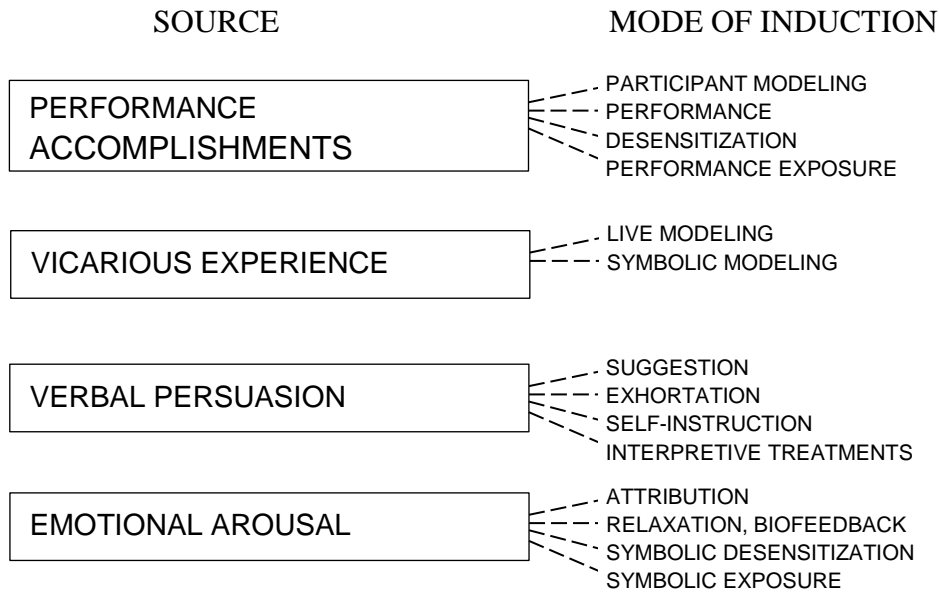 SOURCE
MODE OF INDUCTION
PERFORMANCE
ACCOMPLISHMENTS
PARTICIPANT MODELING
PERFORMANCE
DESENSITIZATION
PERFORMANCE EXPOSURE
VICARIOUS EXPERIENCE
LIVE MODELING
SYMBOLIC MODELING
VERBAL PERSUASION
SUGGESTION
EXHORTATION
SELF-INSTRUCTION
INTERPRETIVE TREATMENTS
EMOTIONAL AROUSAL
ATTRIBUTION
RELAXATION, BIOFEEDBACK
SYMBOLIC DESENSITIZATION
SYMBOLIC EXPOSURE